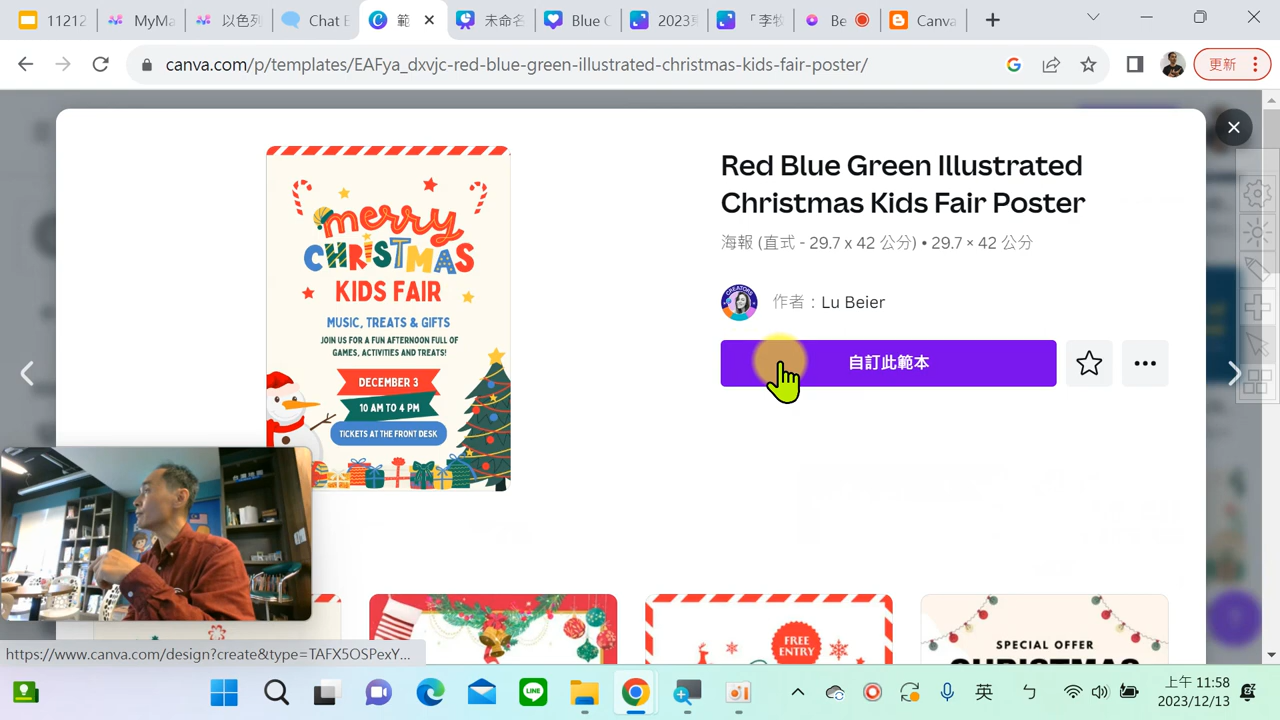 11212
MyMa
以色列
Chat E
範
未命名
Blue C
2023
「李牧
Be
Canva
canva.com/p/templates/EAFya_dxvjc-red-blue-green-illustrated-christmas-kids-fair-poster/
更新
merry
CHRISTMAS
KIDS FAIR
MUSIC, TREATS & GIFTS
JOIN US FOR A FUN AFTERNOON FULL OF
GAMES, ACTIVITIES AND TREATS!
DECEMBER 3
10 AM TO 4 PM
TICKETS AT THE FRONT DESK
Red Blue Green Illustrated
Christmas Kids Fair Poster
海報 (直式 - 29.7 x 42 公分) • 29.7 × 42 公分
CREATORS
作者：Lu Beier
自訂此範本
FREE
ENTRY
SPECIAL OFFER
CHRISTMAS
https://www.canva.com/design?create&type=TAFX5OSPexY...
LINE
英
ㄅ
上午 11:58
2023/12/13